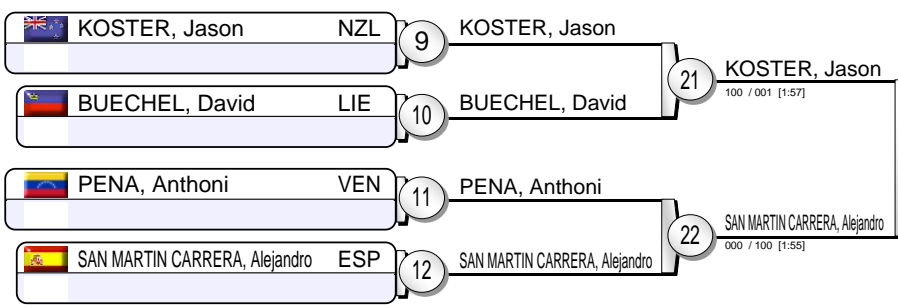 KOSTER, Jason NZL
9
KOSTER, Jason
BUECHEL, David LIE
10
BUECHEL, David
21
KOSTER, Jason
100 / 001 [1:57]
PENA, Anthoni VEN
11
PENA, Anthoni
SAN MARTIN CARRERA, Alejandro ESP
12
SAN MARTIN CARRERA, Alejandro
22
SAN MARTIN CARRERA, Alejandro
000 / 100 [1:55]